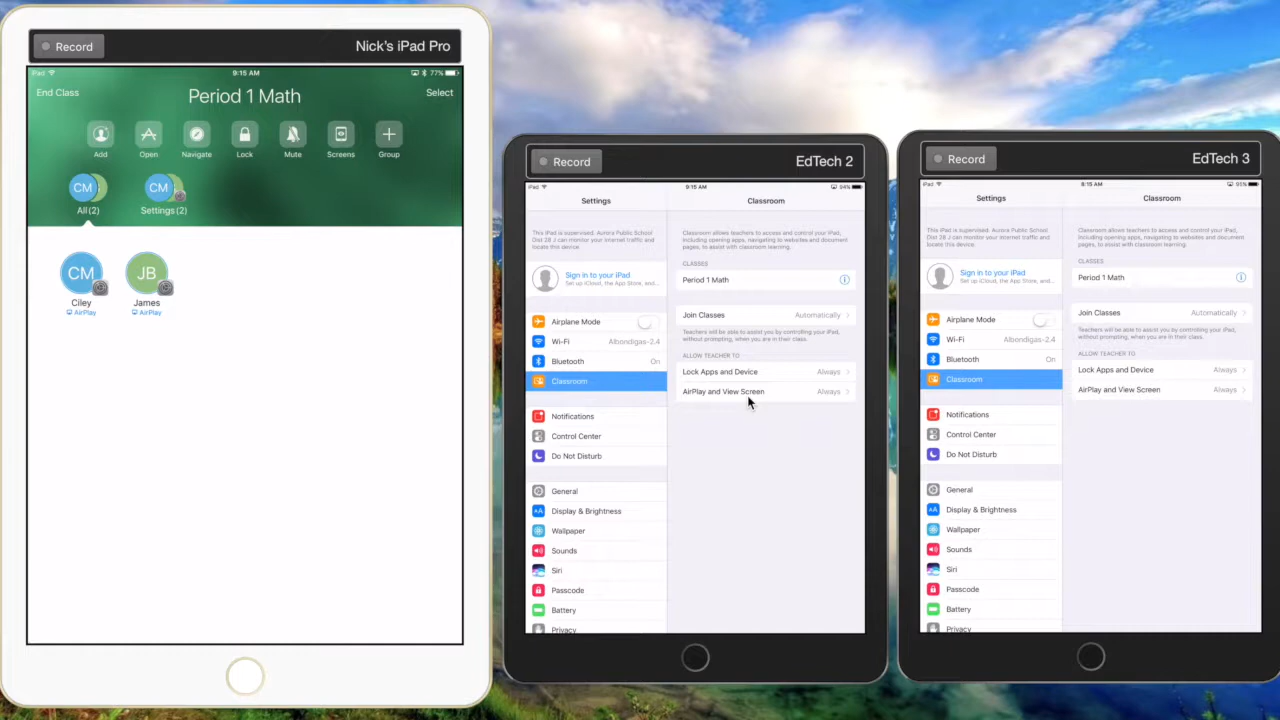 Record
Nick's iPad Pro
iPad
9:15 AM
77%
End Class
Period 1 Math
Select
Add
Open
Navigate
Lock
Mute
Screens
Group
CM
CM
All(2)
Settings(2)
CM
JB
Ciley
James
AirPlay
AirPlay
Record
EdTech 2
iPad
9:15 AM
94%
Settings
Classroom
This iPad is supervised. Aurora Public School
Dist 28 J can monitor your Internet traffic and
locate this device.
Sign in to your iPad
Set up iCloud, the App Store, and...
Airplane Mode
Wi-Fi
Albondigas-2.4
Bluetooth
On
Classroom
Notifications
Control Center
Do Not Disturb
General
AA
Display & Brightness
Wallpaper
Sounds
Siri
Passcode
Battery
Privacy
Classroom allows teachers to access and control your iPad,
including opening apps, navigating to websites and document
pages, to assist with classroom learning.
CLASSES
Period 1 Math
Join Classes
Automatically
Teachers will be able to assist you by controlling your iPad,
without prompting, when you are in their class.
ALLOW TEACHER TO
Lock Apps and Device
Always
AirPlay and View Screen
Always
Record
EdTech 3
iPad
8:15 AM
95%
Settings
Classroom
This iPad is supervised. Aurora Public School
Dist 28 J can monitor your Internet traffic and
locate this device.
Sign in to your iPad
Set up iCloud, the App Store, and...
Airplane Mode
Wi-Fi
Albondigas-2.4
Bluetooth
On
Classroom
Notifications
Control Center
Do Not Disturb
General
AA
Display & Brightness
Wallpaper
Sounds
Siri
Passcode
Battery
Privacy
Classroom allows teachers to access and control your iPad,
including opening apps, navigating to websites and document
pages, to assist with classroom learning.
CLASSES
Period 1 Math
Join Classes
Automatically
Teachers will be able to assist you by controlling your iPad,
without prompting, when you are in their class.
ALLOW TEACHER TO
Lock Apps and Device
Always
AirPlay and View Screen
Always